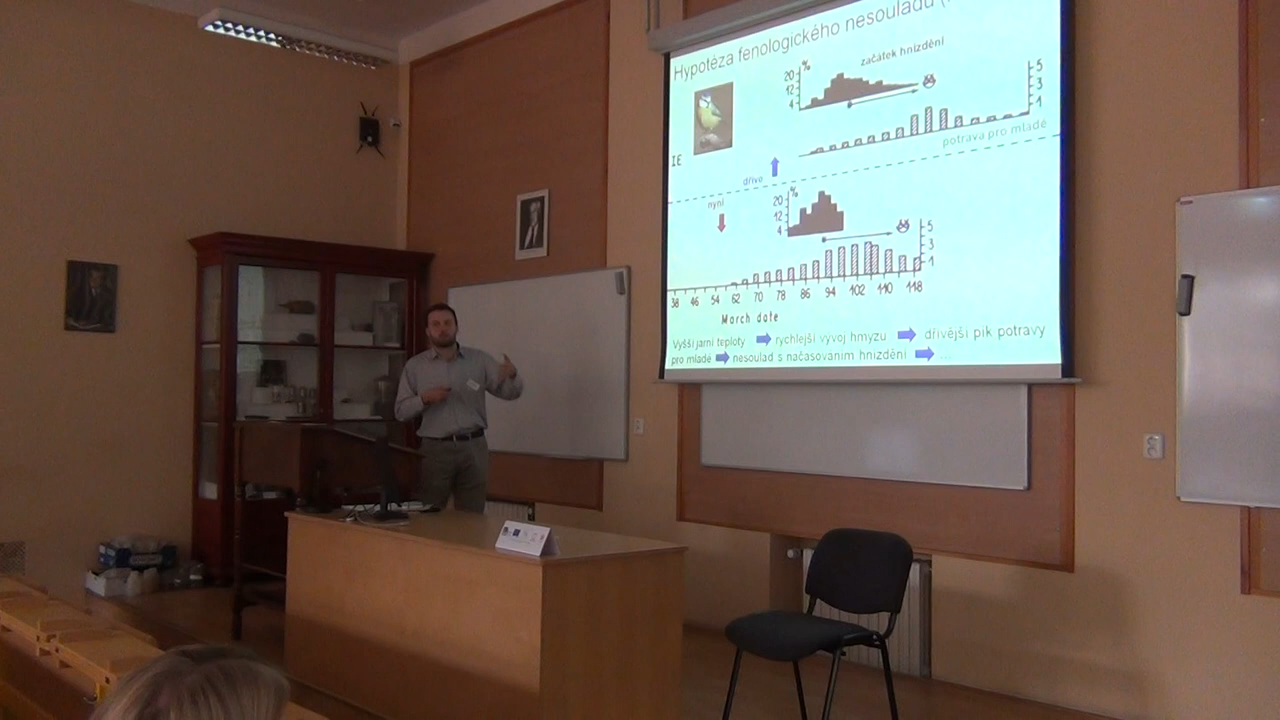 Hypotéza fenologického nesouladu (
začátek hnízdění
%
20
12
4
5
3
1
potrava pro mladé
IE
dříve
nyní
%
20
12
4
5
3
1
38 46 54 62 70 78 86 94 102 110 118
March date
Vyšší jarní teploty rychlejší vývoj hmyzu dřívější pik potravy
pro mladé nesoulad s načasováním hnízdění ...